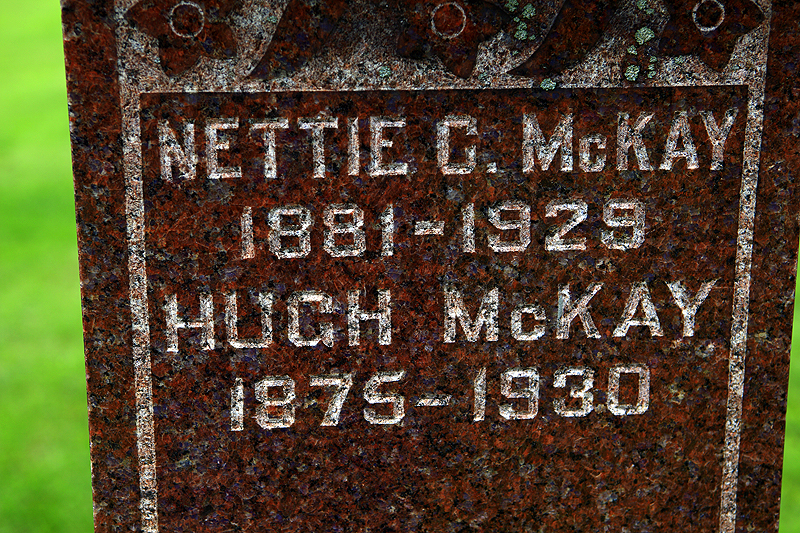 NETTIE C. McKAY
1881-1929
HUGH McKAY
1875-1930